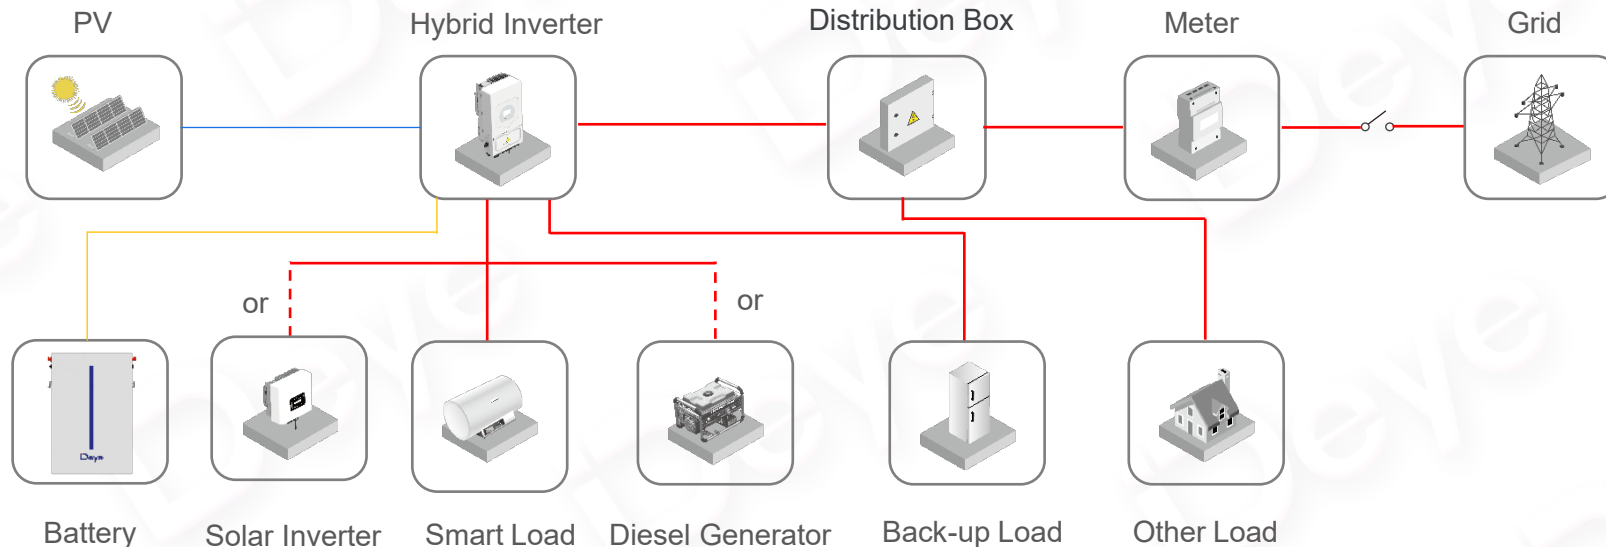 PV
Hybrid Inverter
Distribution Box
Meter
Grid
or
or
Deye
Battery
Solar Inverter
Smart Load
Diesel Generator
Back-up Load
Other Load